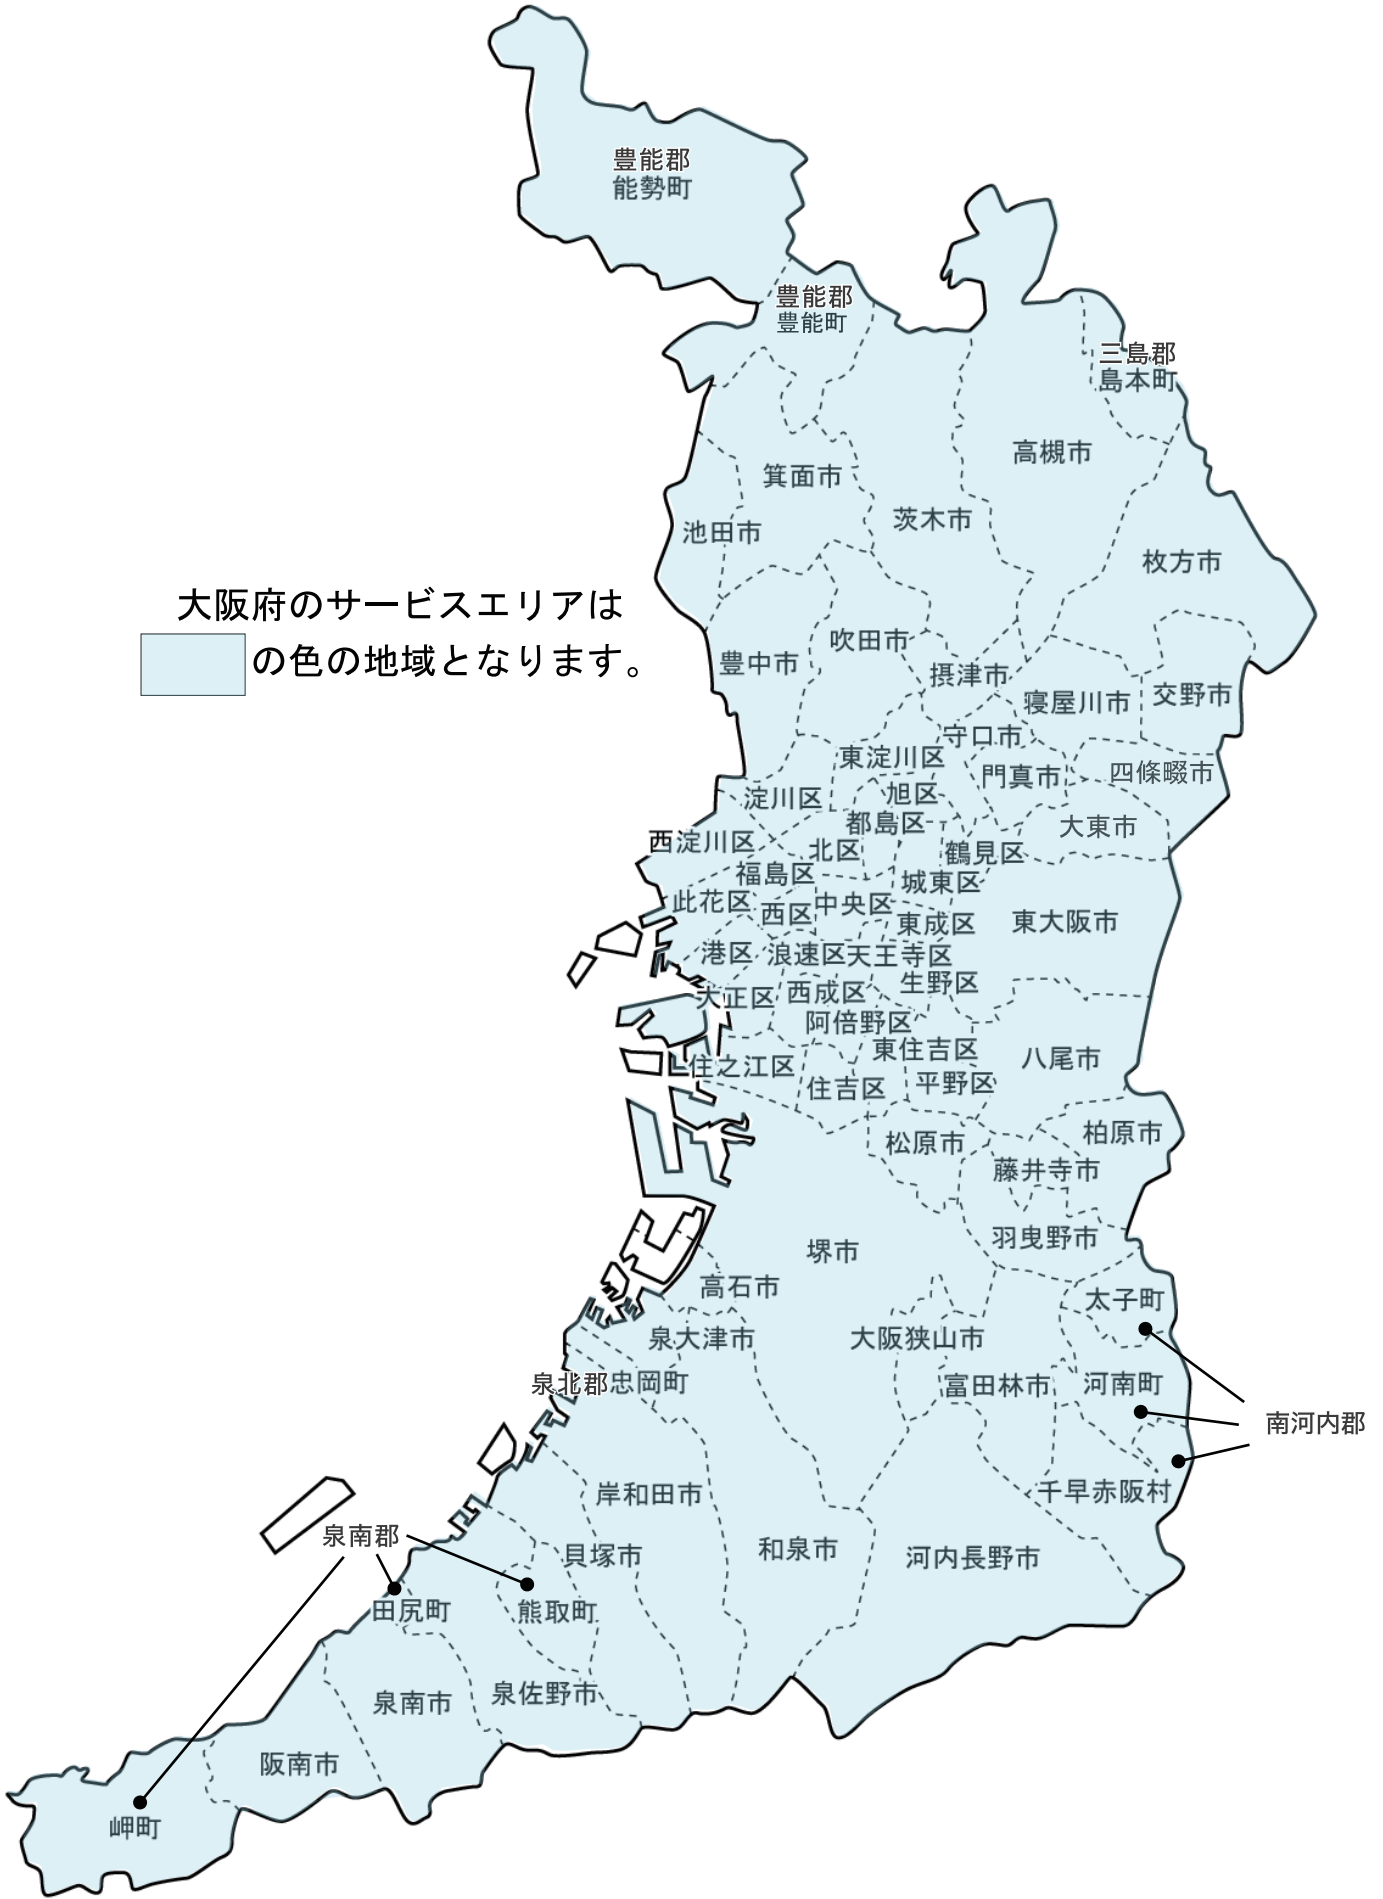 豊能郡
能勢町
豊能郡
豊能町
三島郡
島本町
高槻市
箕面市
茨木市
池田市
枚方市
大阪府のサービスエリアは
の色の地域となります。
吹田市
豊中市
摂津市
寝屋川市
交野市
守口市
東淀川区
門真市
四條畷市
淀川区
旭区
都島区
大東市
西淀川区
北区
鶴見区
福島区
城東区
此花区
西区
中央区
東成区
東大阪市
港区
浪速区
天王寺区
生野区
大正区
西成区
阿倍野区
東住吉区
八尾市
住之江区
住吉区
平野区
松原市
柏原市
藤井寺市
羽曳野市
堺市
高石市
太子町
泉大津市
大阪狭山市
泉北郡
忠岡町
富田林市
河南町
南河内郡
岸和田市
千早赤阪村
泉南郡
貝塚市
和泉市
河内長野市
田尻町
熊取町
泉南市
泉佐野市
阪南市
岬町